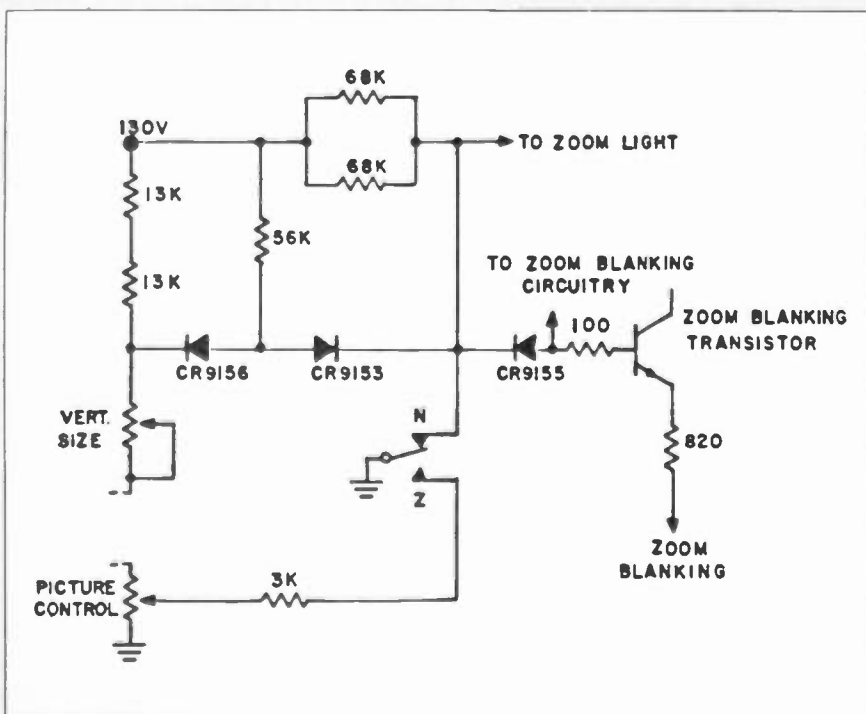 68K
130V
TO ZOOM LIGHT
68K
13K
56K
13K
TO ZOOM BLANKING
CIRCUITRY
100
ZOOM BLANKING
TRANSISTOR
CR9156
CR9153
CR9155
VERT.
SIZE
N
820
Z
ZOOM
BLANKING
PICTURE
CONTROL
3K